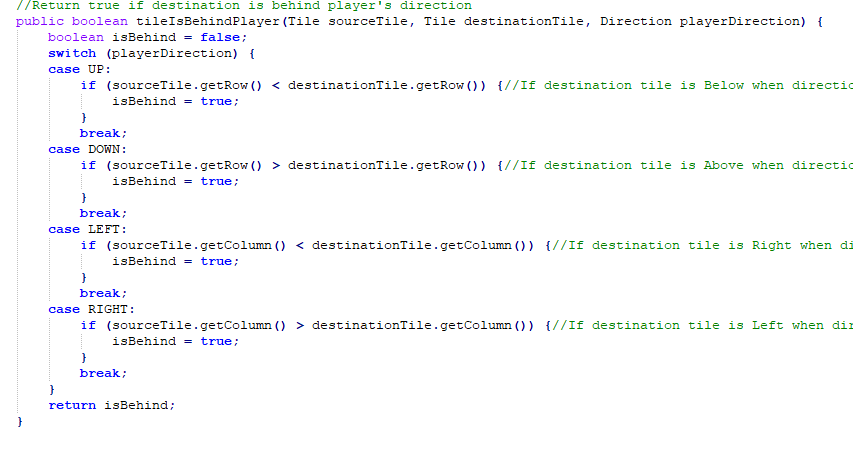 //Return true if destination is behind player's direction
public boolean tileIsBehindPlayer(Tile sourceTile, Tile destinationTile, Direction playerDirection) {
    boolean isBehind = false;
    switch (playerDirection) {
    case UP:
        if (sourceTile.getRow() < destinationTile.getRow()) {//If destination tile is Below when directio
            isBehind = true;
        }
        break;
    case DOWN:
        if (sourceTile.getRow() > destinationTile.getRow()) {//If destination tile is Above when directio
            isBehind = true;
        }
        break;
    case LEFT:
        if (sourceTile.getColumn() < destinationTile.getColumn()) {//If destination tile is Right when di
            isBehind = true;
        }
        break;
    case RIGHT:
        if (sourceTile.getColumn() > destinationTile.getColumn()) {//If destination tile is Left when dir
            isBehind = true;
        }
        break;
    }
    return isBehind;
}